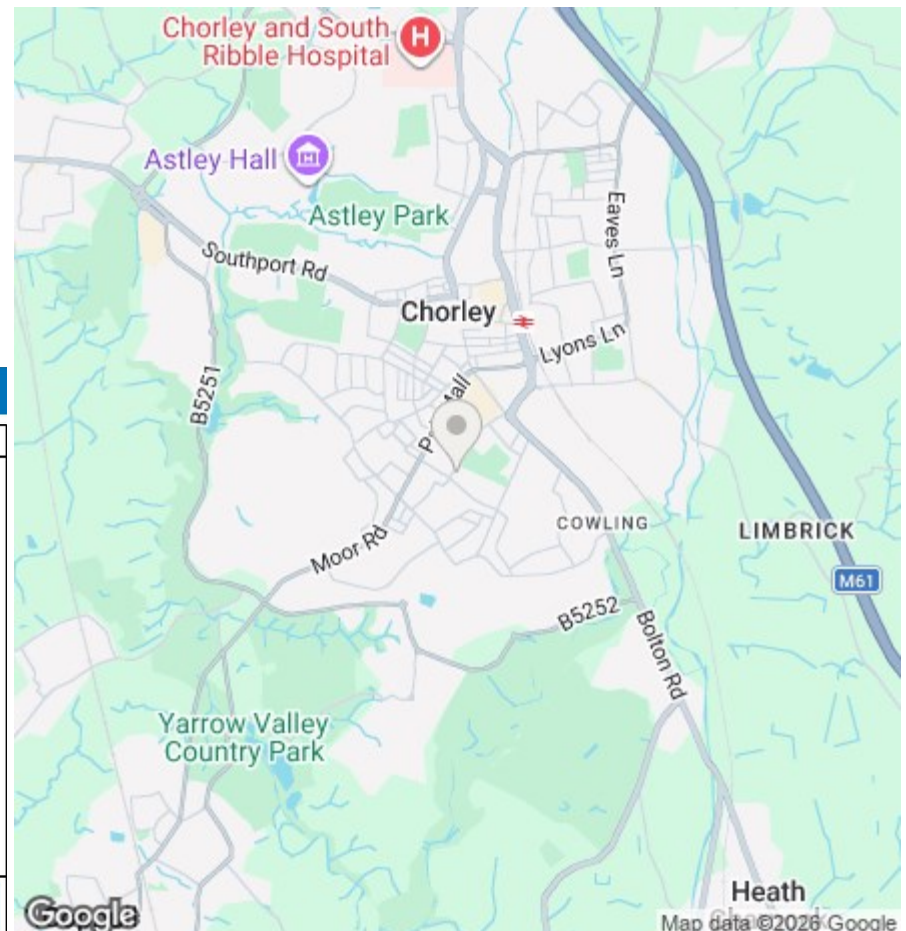 Chorley and South
Ribble Hospital
H
Astley Hall
Astley Park
Eaves Ln
Southport Rd
Chorley
Lyons Ln
B5251
COWLING
LIMBRICK
Moor Rd
M61
B5252
Bolton Rd
Yarrow Valley
Country Park
Heath
Google
Map data ©2026 Google